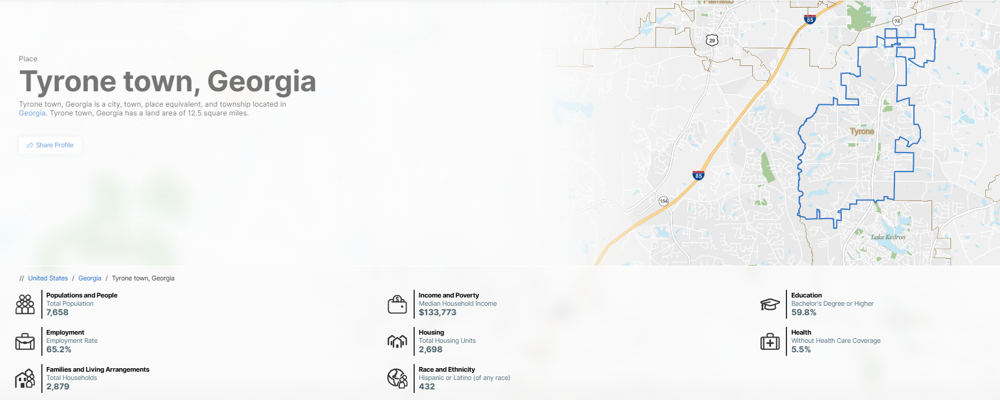 Palmetto
85
74
29
Place
Tyrone town, Georgia
Tyrone town, Georgia is a city, town, place equivalent, and township located in
Georgia. Tyrone town, Georgia has a land area of 12.5 square miles.
Tyrone
Share Profile
85
154
Lake Kedron
// United States / Georgia / Tyrone town, Georgia
Populations and People
Total Population
7,658
Income and Poverty
Median Household Income
$133,773
Education
Bachelor's Degree or Higher
59.8%
Employment
Employment Rate
65.2%
Housing
Total Housing Units
2,698
Health
Without Health Care Coverage
5.5%
Families and Living Arrangements
Total Households
2,879
Race and Ethnicity
Hispanic or Latino (of any race)
432